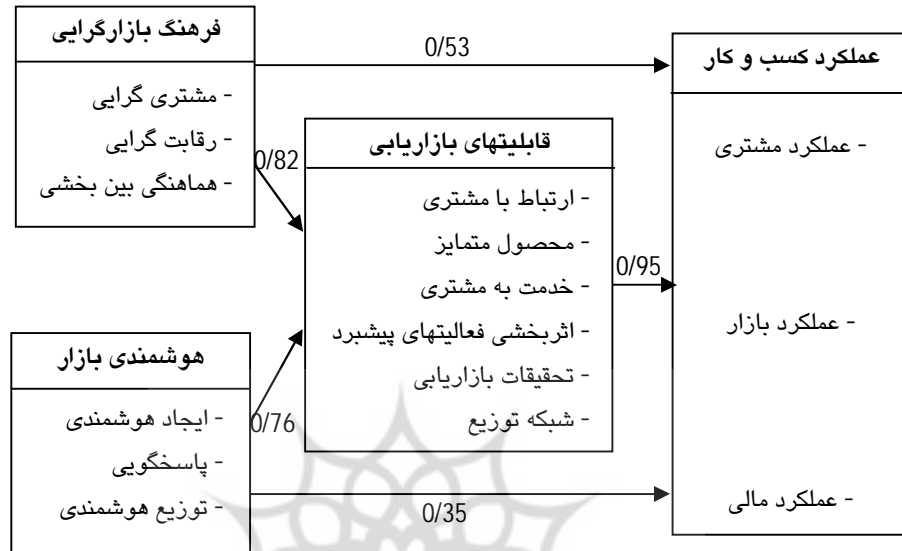 فرهنگ بازارگرایی
- مشتری گرایی
- رقابت گرایی
- هماهنگی بین بخشی
0/53
عملکرد کسب و کار
- عملکرد مشتری
- عملکرد بازار
- عملکرد مالی
0/82
قابلیتهای بازاریابی
- ارتباط با مشتری
- محصول متمایز
- خدمت به مشتری
- اثربخشی فعالیتهای پیشبرد
- تحقیقات بازاریابی
- شبکه توزیع
0/95
هوشمندی بازار
- ایجاد هوشمندی
- پاسخگویی
- توزیع هوشمندی
0/76
0/35